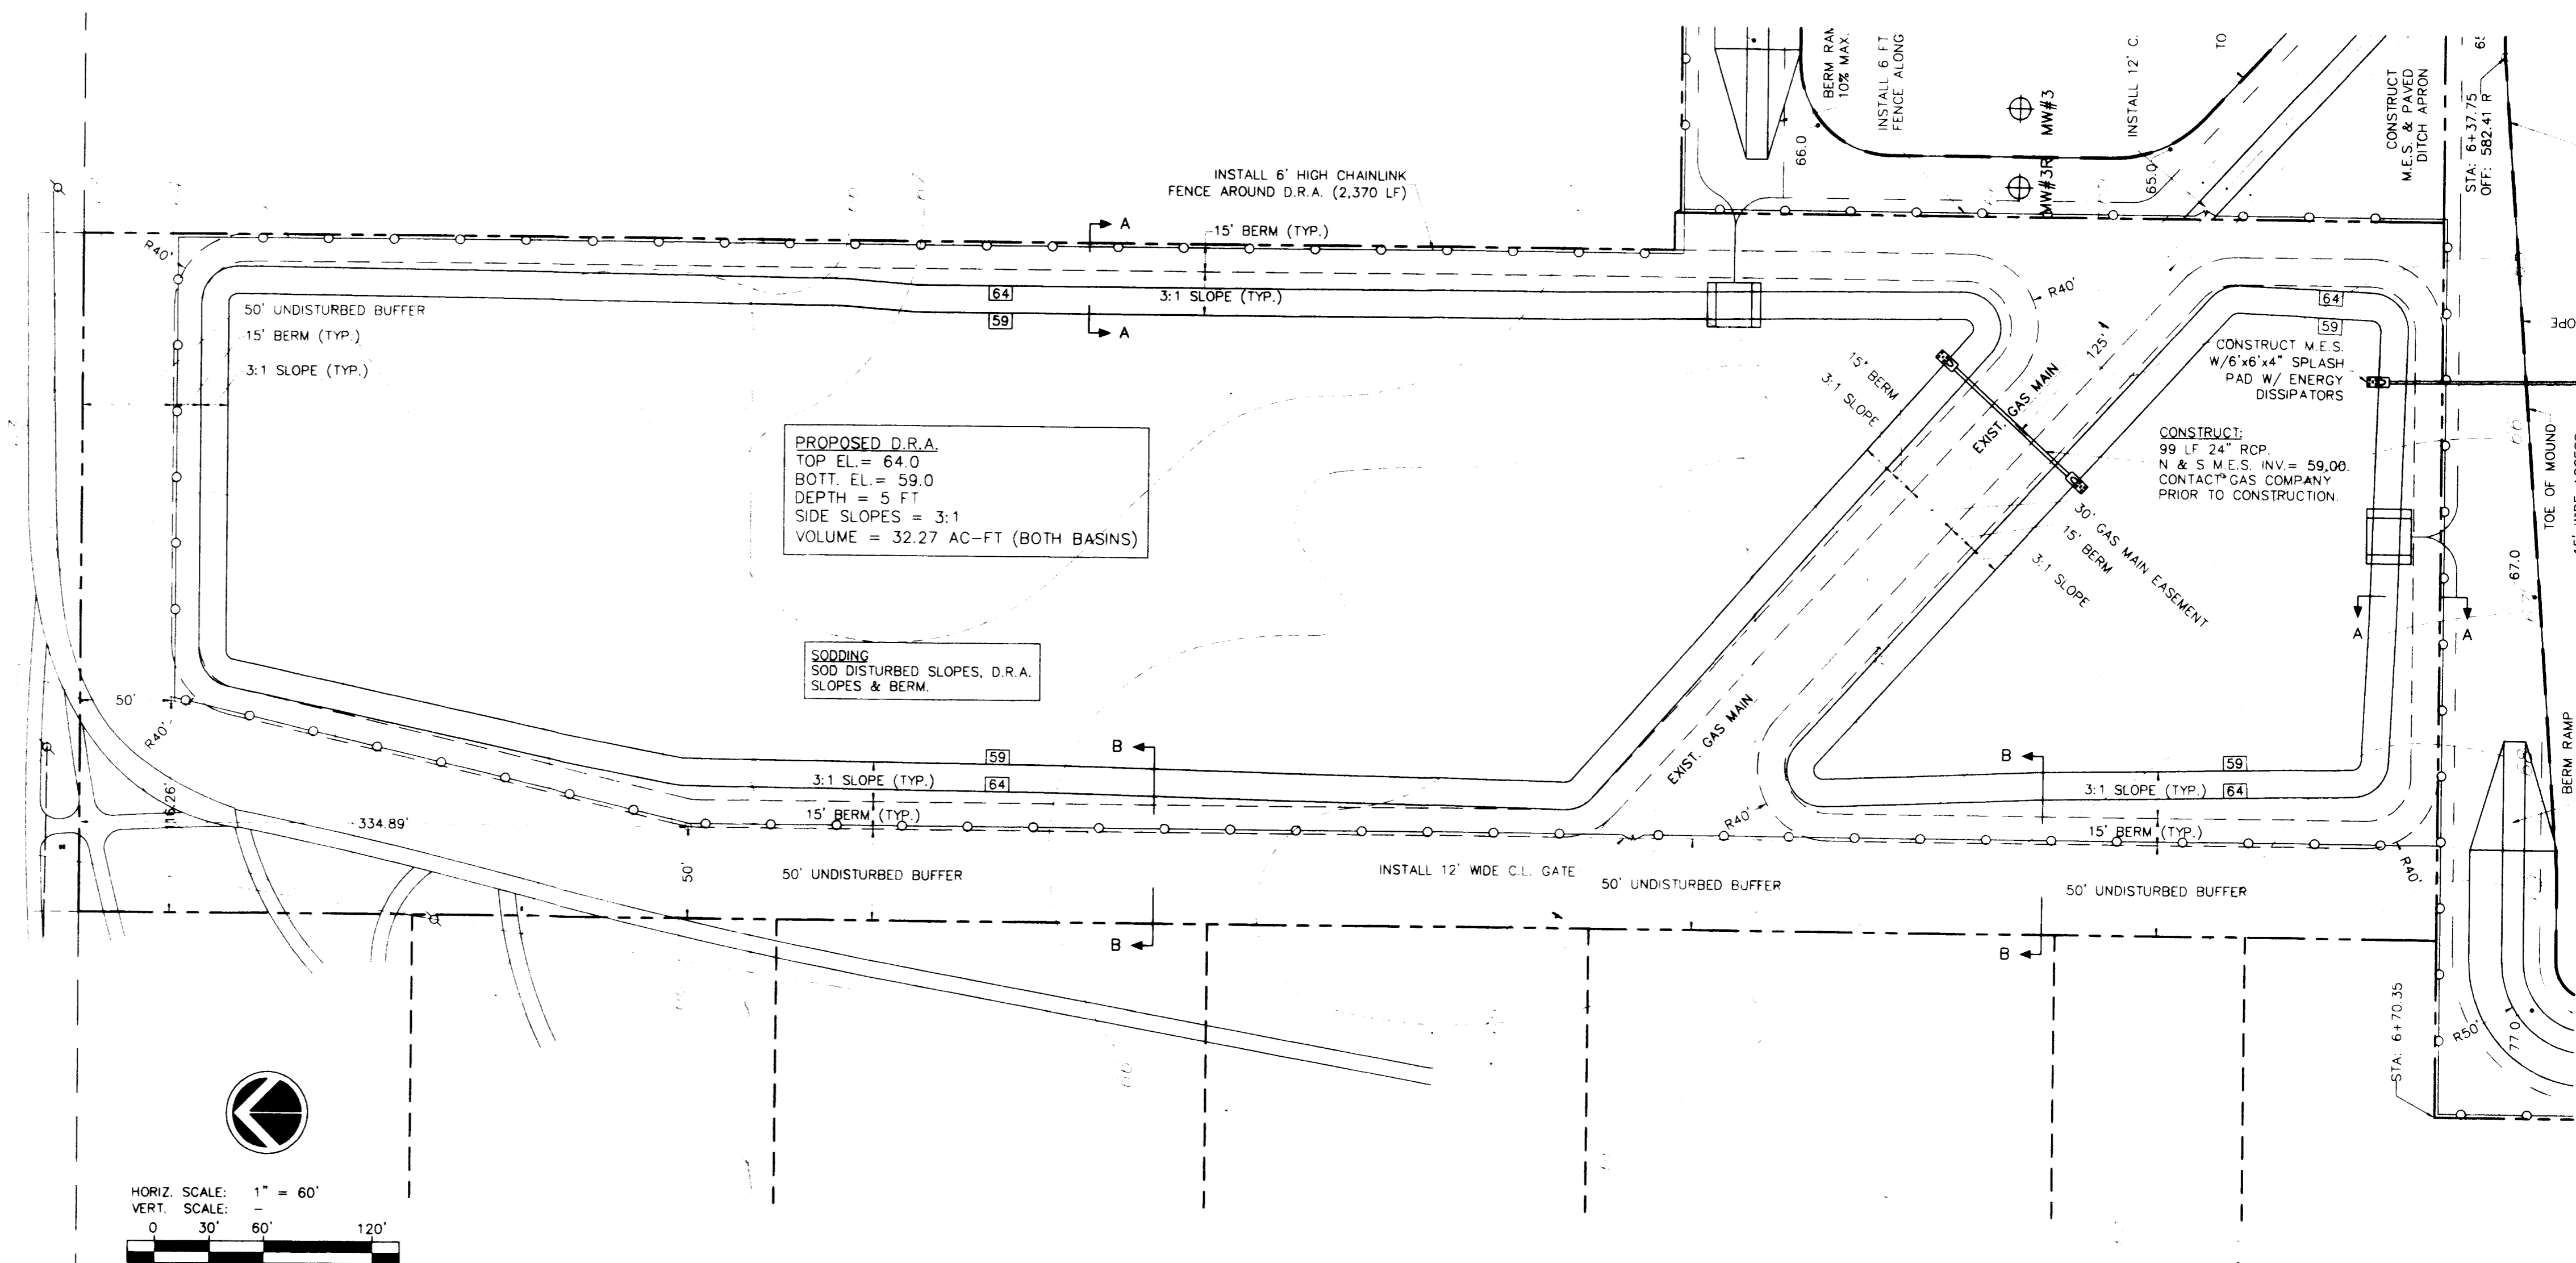 BERM RAM
10% MAX.
INSTALL 6 FT
FENCE ALONG
66.0
MW#3
MW#3R
INSTALL 12' C.
65.0
TO
CONSTRUCT
M.E.S. & PAVED
DITCH APRON
STA: 6+37.75
OFF: 582.41 R
INSTALL 6' HIGH CHAINLINK
FENCE AROUND D.R.A. (2,370 LF)
A
15' BERM (TYP.)
R40'
64
3:1 SLOPE (TYP.)
59
A
50' UNDISTURBED BUFFER
15' BERM (TYP.)
3:1 SLOPE (TYP.)
R40'
125'
EXIST. GAS MAIN
15' BERM
3:1 SLOPE
64
59
CONSTRUCT M.E.S.
W/6'x6'x4" SPLASH
PAD W/ ENERGY
DISSIPATORS
CONSTRUCT:
99 LF 24" RCP.
N & S M.E.S. INV.= 59.00.
CONTACT GAS COMPANY
PRIOR TO CONSTRUCTION.
PROPOSED D.R.A.
TOP EL.= 64.0
BOTT. EL.= 59.0
DEPTH = 5 FT
SIDE SLOPES = 3:1
VOLUME = 32.27 AC-FT (BOTH BASINS)
30' GAS MAIN EASEMENT
15' BERM
3:1 SLOPE
TOE OF MOUND
67.0
A
A
SODDING
SOD DISTURBED SLOPES, D.R.A.
SLOPES & BERM.
50'
R40'
116.26'
334.89'
EXIST. GAS MAIN
B
59
3:1 SLOPE (TYP.)
64
15' BERM (TYP.)
B
59
3:1 SLOPE (TYP.)
64
15' BERM (TYP.)
R40'
R40'
BERM RAMP
50'
50' UNDISTURBED BUFFER
INSTALL 12' WIDE C.L. GATE
50' UNDISTURBED BUFFER
50' UNDISTURBED BUFFER
B
B
STA: 6+70.35
R50'
77.0
HORIZ. SCALE: 1" = 60'
VERT. SCALE: -
0 30' 60' 120'